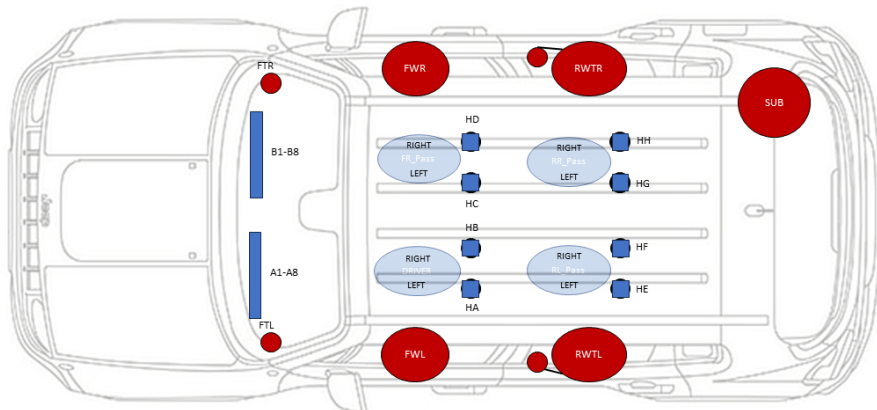 FTR
FWR
RWTR
SUB
HD
B1-B8
RIGHT
FR_Pass
LEFT
RIGHT
RR_Pass
LEFT
HH
HG
HC
HB
RIGHT
DRIVER
LEFT
RIGHT
RL_Pass
LEFT
HF
A1-A8
HE
HA
FTL
FWL
RWTL